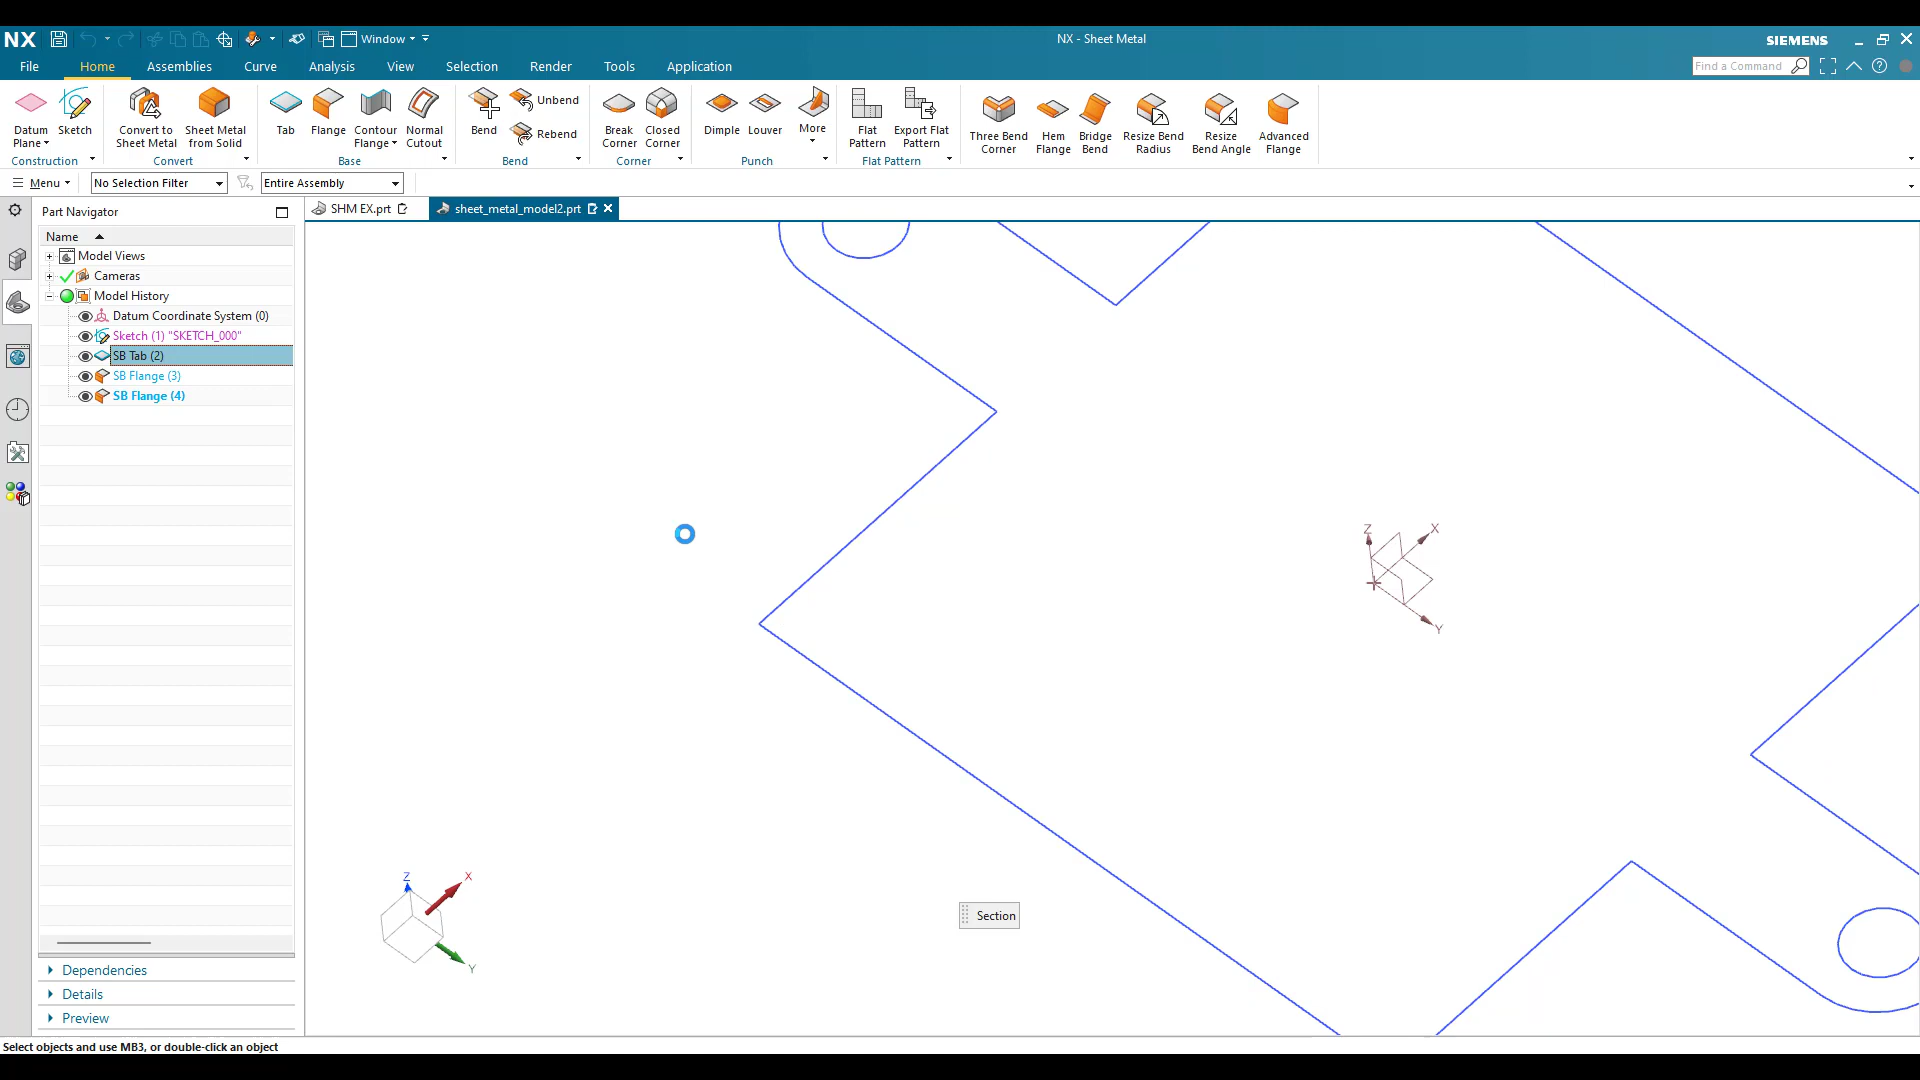 NX Window NX - Sheet Metal SIEMENS
File Home Assemblies Curve Analysis View Selection Render Tools Application Find a Command
Datum Plane Sketch Convert to Sheet Metal Sheet Metal from Solid Tab Flange Contour Flange Normal Cutout Bend Unbend Rebend Break Corner Closed Corner Dimple Louver More Flat Pattern Export Flat Pattern Three Bend Corner Hem Flange Bridge Bend Resize Bend Radius Resize Bend Angle Advanced Flange
Construction Convert Base Bend Corner Punch Flat Pattern
Menu No Selection Filter Entire Assembly
Part Navigator SHM EX.prt sheet_metal_model2.prt
Name
Model Views
Cameras
Model History
Datum Coordinate System (0)
Sketch (1) "SKETCH_000"
SB Tab (2)
SB Flange (3)
SB Flange (4)
Z X
Y
Z X
Y
Section
Dependencies
Details
Preview
Select objects and use MB3, or double-click an object